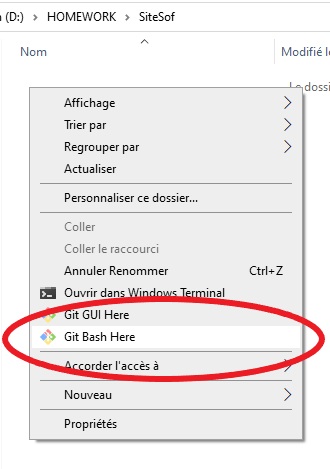 (D:) HOMEWORK SiteSof
Nom Modifié l
Le dossi
Affichage
Trier par
Regrouper par
Actualiser
Personnaliser ce dossier...
Coller
Coller le raccourci
Annuler Renommer Ctrl+Z
Ouvrir dans Windows Terminal
Git GUI Here
Git Bash Here
Accorder l'accès à
Nouveau
Propriétés